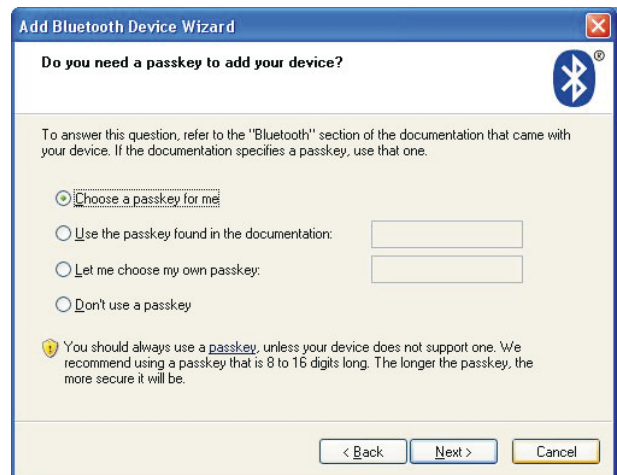 Add Bluetooth Device Wizard
Do you need a passkey to add your device?
®
To answer this question, refer to the "Bluetooth" section of the documentation that came with
your device. If the documentation specifies a passkey, use that one.
Choose a passkey for me
Use the passkey found in the documentation:
Let me choose my own passkey:
Don't use a passkey
You should always use a passkey, unless your device does not support one. We
recommend using a passkey that is 8 to 16 digits long. The longer the passkey, the
more secure it will be.
< Back Next > Cancel